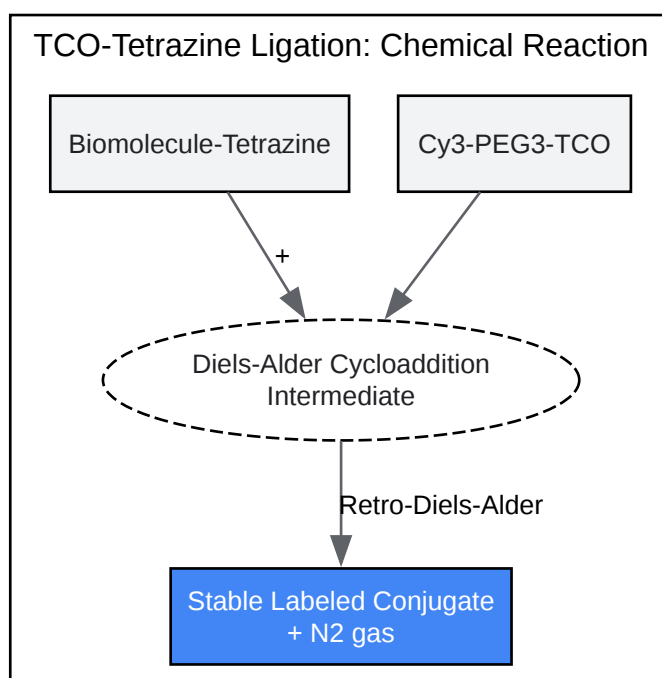 TCO-Tetrazine Ligation: Chemical Reaction
Biomolecule-Tetrazine
Cy3-PEG3-TCO
+
Diels-Alder Cycloaddition
Intermediate
Retro-Diels-Alder
Stable Labeled Conjugate
+ N2 gas